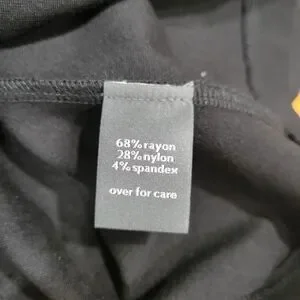 68% rayon
28% nylon
4% spandex
over for care